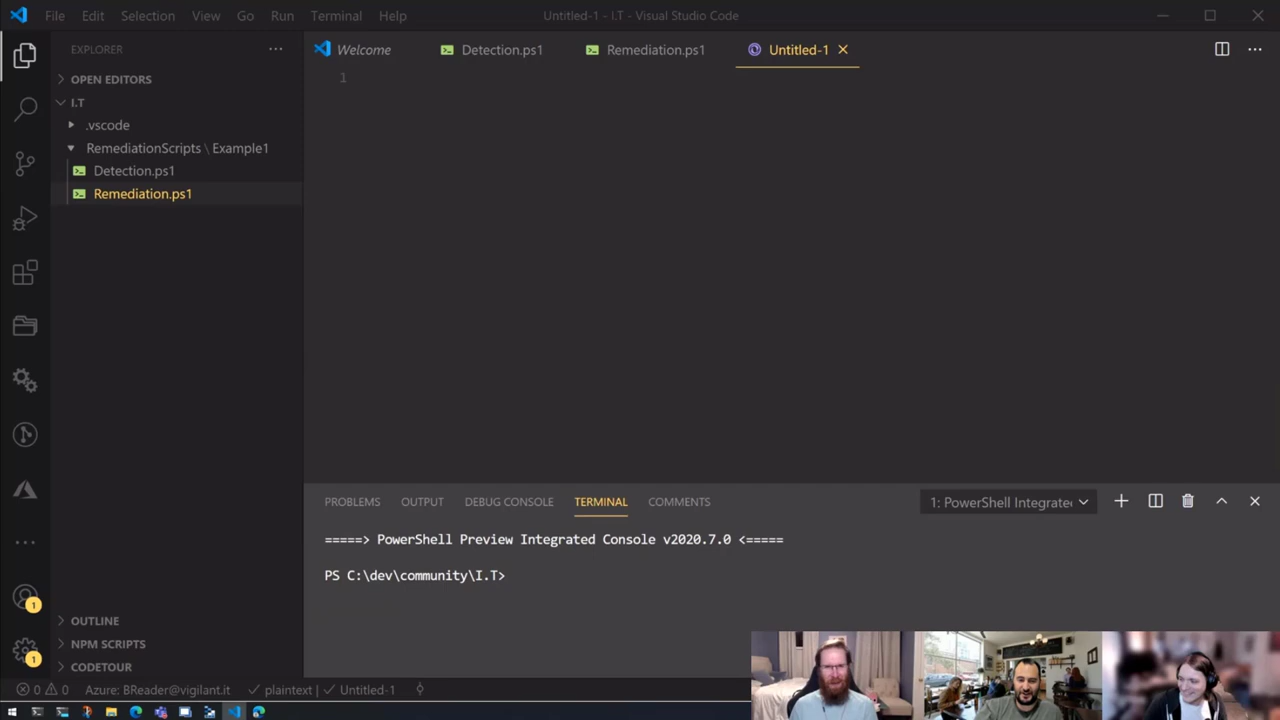 File Edit Selection View Go Run Terminal Help Untitled-1 - I.T - Visual Studio Code
EXPLORER
Welcome Detection.ps1 Remediation.ps1 Untitled-1
OPEN EDITORS
1
I.T
.vscode
RemediationScripts \ Example1
Detection.ps1
Remediation.ps1
PROBLEMS OUTPUT DEBUG CONSOLE TERMINAL COMMENTS 1: PowerShell Integrate
=====> PowerShell Preview Integrated Console v2020.7.0 <=====
PS C:\dev\community\I.T>
1
OUTLINE
NPM SCRIPTS
1
CODETOUR
0 0 Azure: BReader@vigilant.it plaintext | Untitled-1